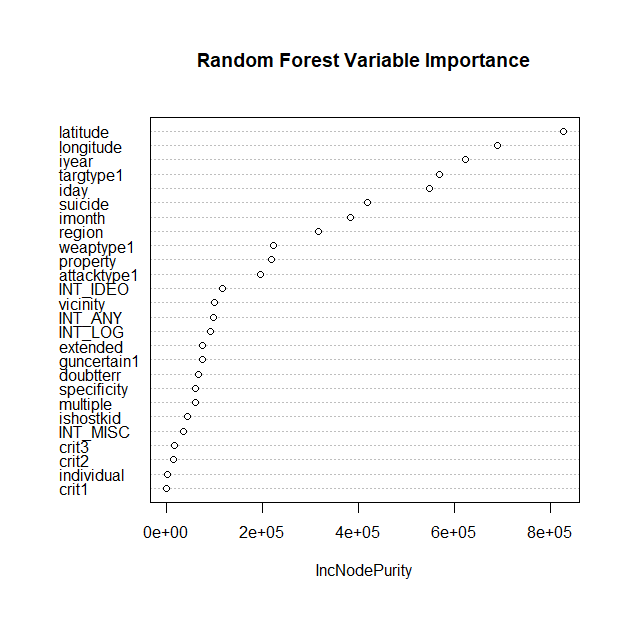 Random Forest Variable Importance
latitude
longitude
iyear
targtype1
iday
suicide
imonth
region
weaptype1
property
attacktype1
INT_IDEO
vicinity
INT_ANY
INT_LOG
extended
guncertain1
doubtterr
specificity
multiple
ishostkid
INT_MISC
crit3
crit2
individual
crit1
0e+00 2e+05 4e+05 6e+05 8e+05
IncNodePurity